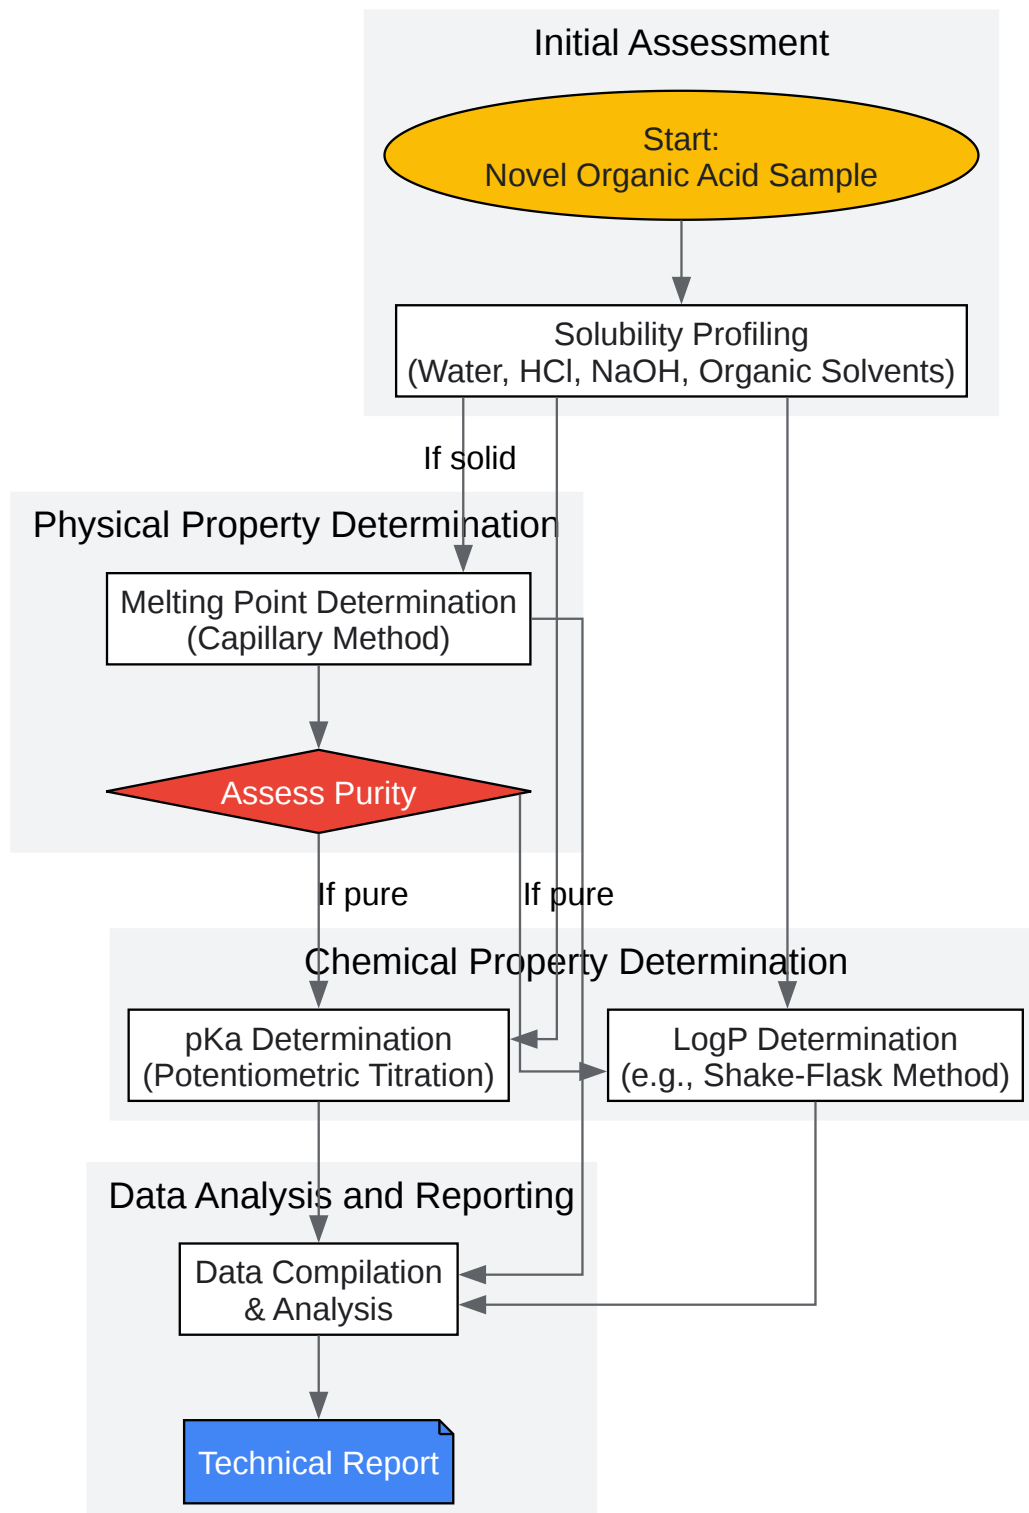 Initial Assessment
Start:
Novel Organic Acid Sample
Solubility Profiling
(Water, HCl, NaOH, Organic Solvents)
If solid
Physical Property Determination
Melting Point Determination
(Capillary Method)
Assess Purity
If pure
If pure
Chemical Property Determination
pKa Determination
(Potentiometric Titration)
LogP Determination
(e.g., Shake-Flask Method)
Data Analysis and Reporting
Data Compilation
& Analysis
Technical Report